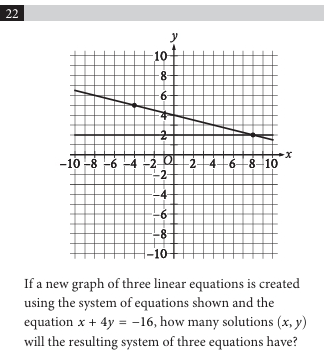 22
y
10
8
6
4
2
-10 -8 -6 -4 -2 O 2 4 6 8 10 x
-2
-4
-6
-8
-10
If a new graph of three linear equations is created
using the system of equations shown and the
equation x + 4y = −16, how many solutions (x, y)
will the resulting system of three equations have?